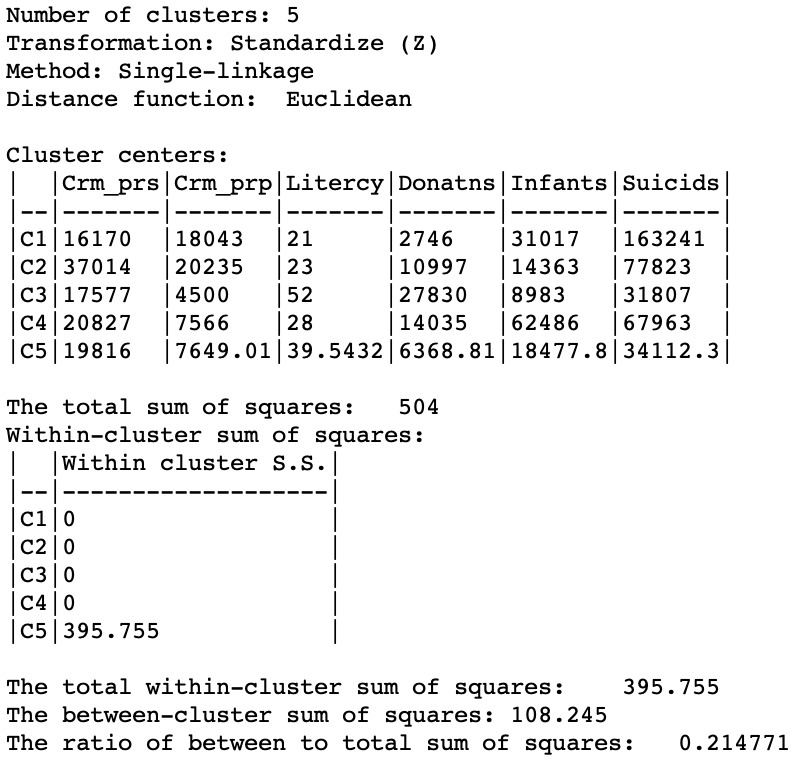 Number of clusters: 5
Transformation: Standardize (Z)
Method: Single-linkage
Distance function:  Euclidean

Cluster centers:
|  |Crm_prs|Crm_prp|Litercy|Donatns|Infants|Suicids|
|--|-------|-------|-------|-------|-------|-------|
|C1|16170  |18043  |21     |2746   |31017  |163241 |
|C2|37014  |20235  |23     |10997  |14363  |77823  |
|C3|17577  |4500   |52     |27830  |8983   |31807  |
|C4|20827  |7566   |28     |14035  |62486  |67963  |
|C5|19816  |7649.01|39.5432|6368.81|18477.8|34112.3|

The total sum of squares:   504
Within-cluster sum of squares:
|  |Within cluster S.S.|
|--|-------------------|
|C1|0                  |
|C2|0                  |
|C3|0                  |
|C4|0                  |
|C5|395.755            |

The total within-cluster sum of squares:    395.755
The between-cluster sum of squares: 108.245
The ratio of between to total sum of squares:   0.214771